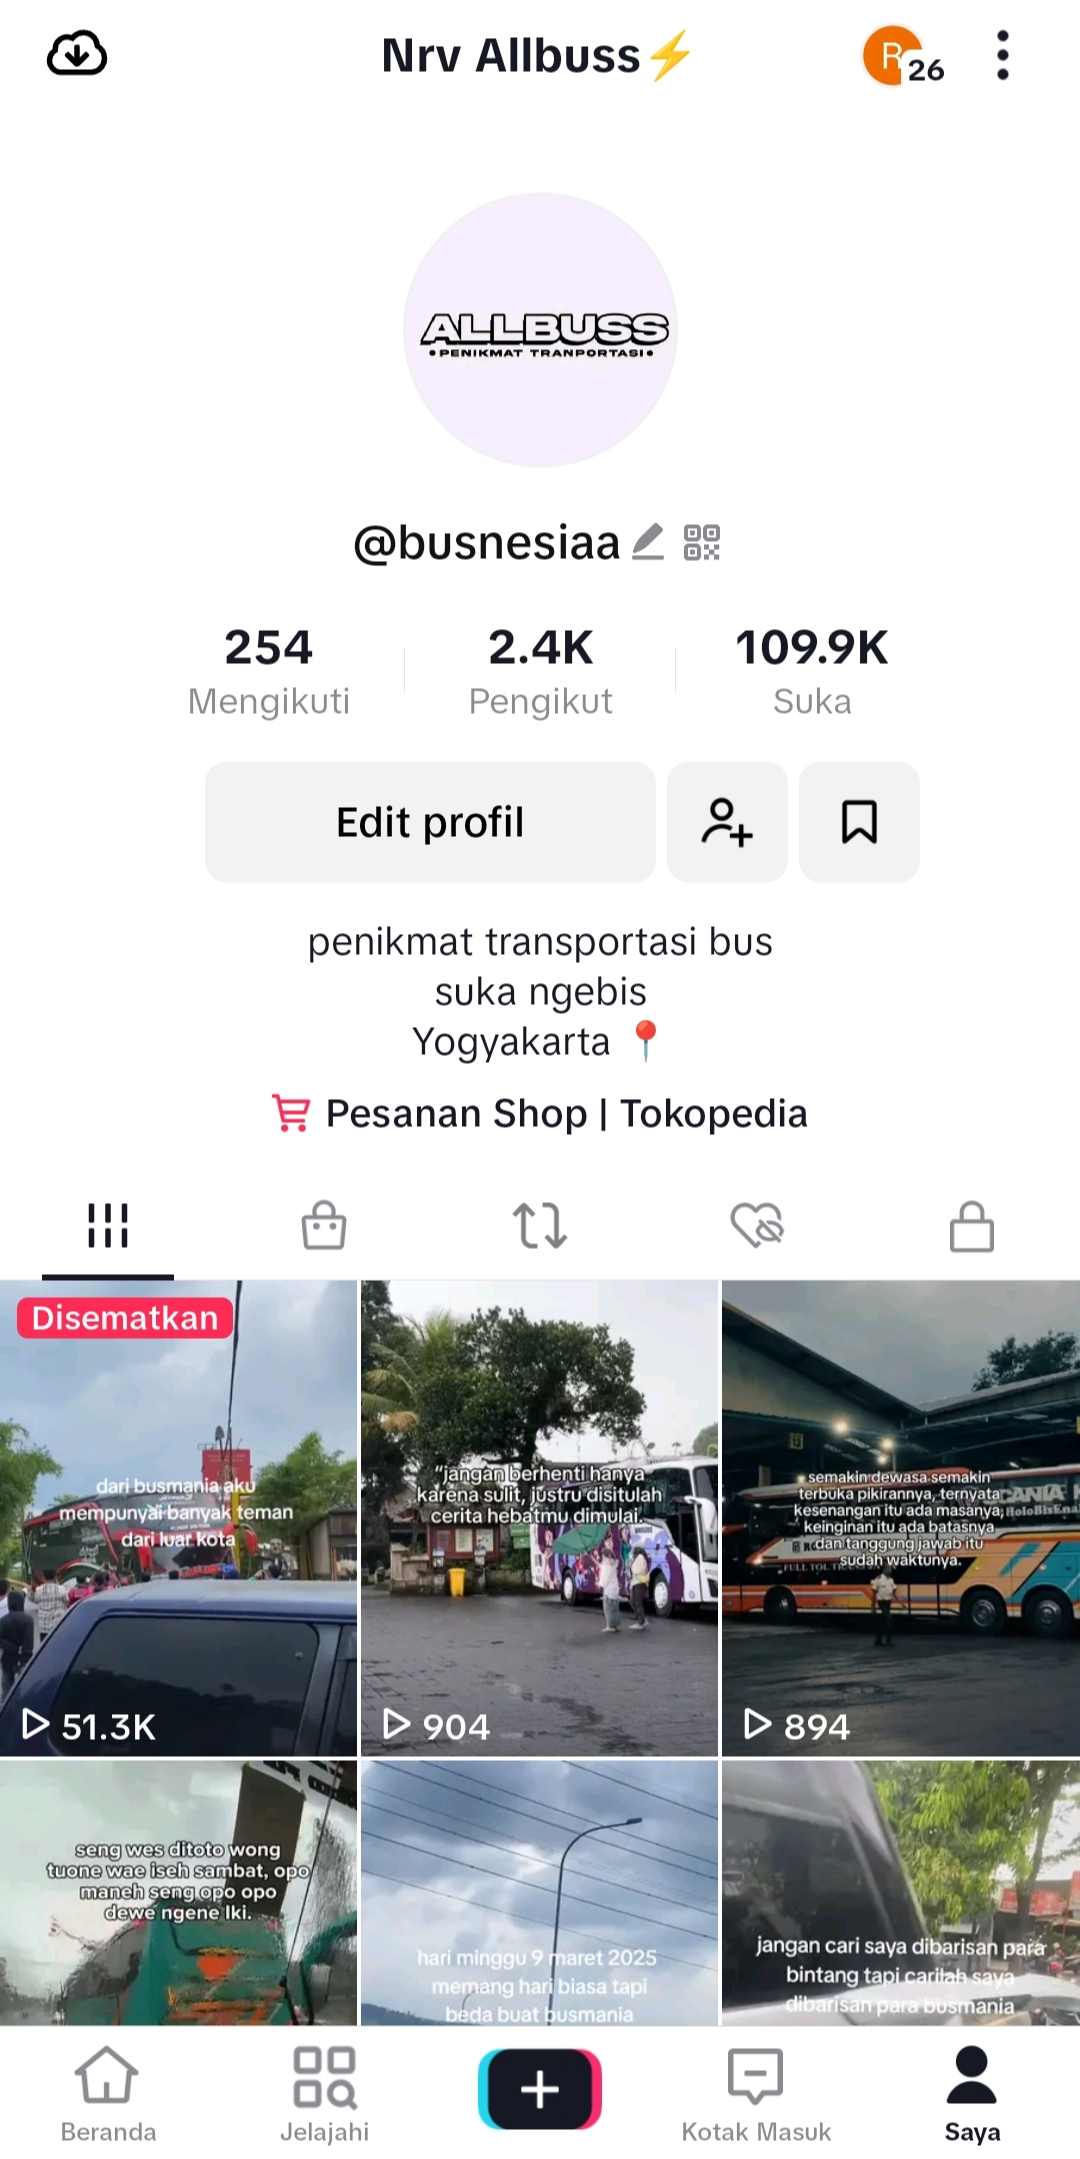 Nrv Allbuss⚡
R
26
ALLBUSS
•PENIKMAT TRANPORTASI•
@busnesiaa
254
Mengikuti
2.4K
Pengikut
109.9K
Suka
Edit profil
penikmat transportasi bus
suka ngebis
Yogyakarta 📍
Pesanan Shop | Tokopedia
Disematkan
dari busmania aku
mempunyai banyak teman
dari luar kota
51.3K
"jangan berhenti hanya
karena sulit, justru disitulah
cerita hebatmu dimulai.
904
semakin dewasa semakin
terbuka pikirannya, ternyata
kesenangan itu ada masanya,
keinginan itu ada batasnya
dan tanggung jawab itu
sudah waktunya.
HoloBisEna
FULL TOL
894
seng wes ditoto wong
tuone wae iseh sambat, opo
maneh seng opo opo
dewe ngene Iki.
hari minggu 9 maret 2025
memang hari biasa tapi
beda buat busmania
jangan cari saya dibarisan para
bintang tapi carilah saya
dibarisan para busmania
Beranda
Jelajahi
Kotak Masuk
Saya